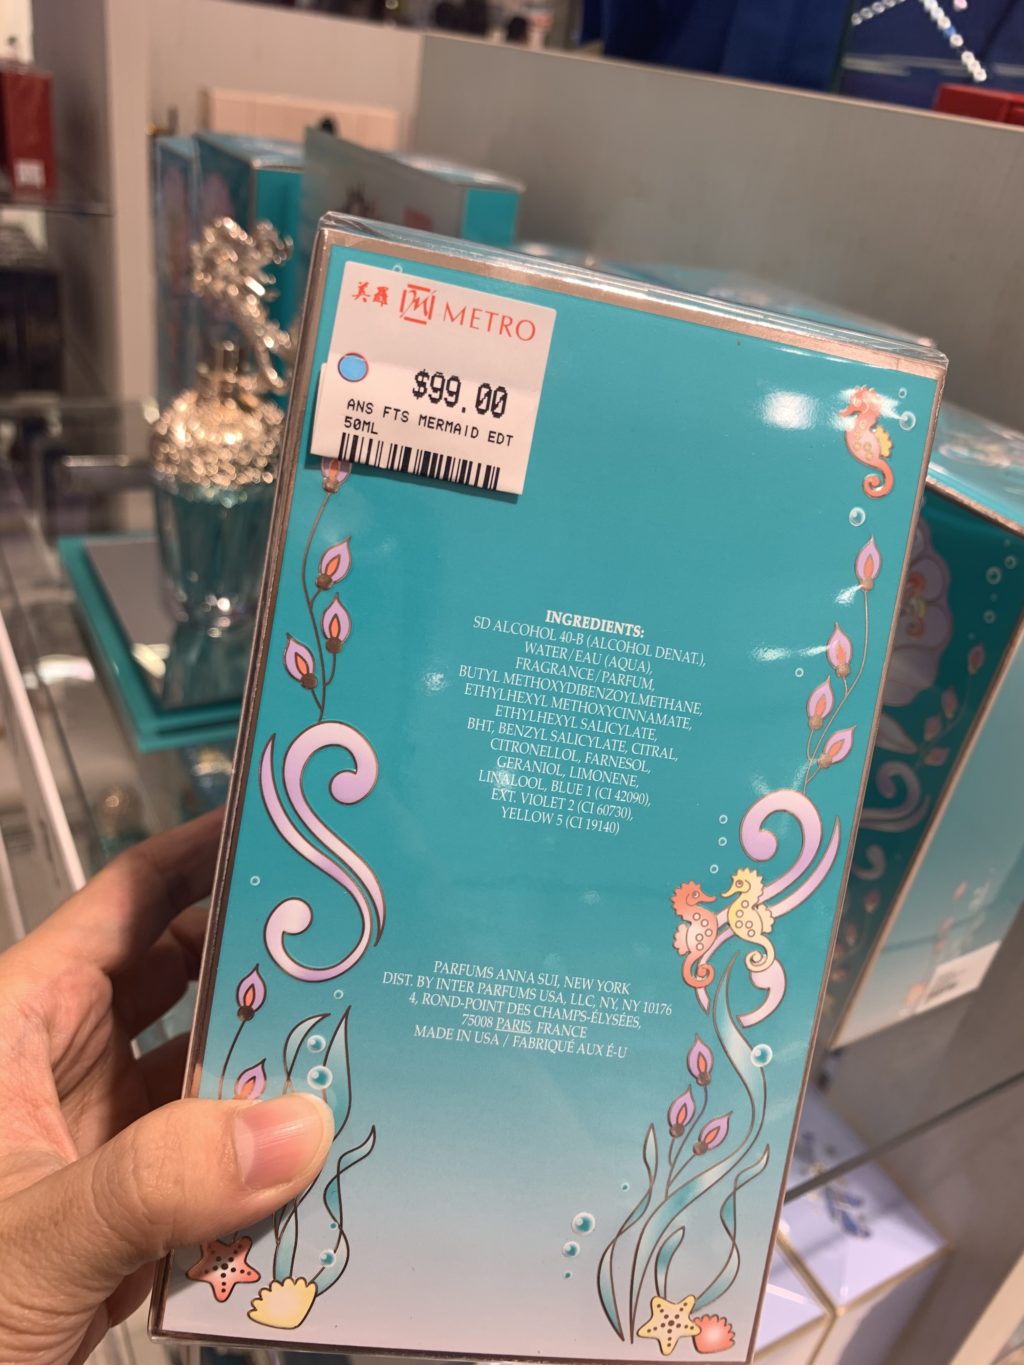 美羅 METRO
$99.00
ANS FTS MERMAID EDT
50ML
INGREDIENTS:
SD ALCOHOL 40-B (ALCOHOL DENAT.),
WATER/EAU (AQUA),
FRAGRANCE/PARFUM,
BUTYL METHOXYDIBENZOYLMETHANE,
ETHYLHEXYL METHOXYCINNAMATE,
ETHYLHEXYL SALICYLATE,
BHT, BENZYL SALICYLATE, CITRAL,
CITRONELLOL, FARNESOL,
GERANIOL, LIMONENE,
LINALOOL, BLUE 1 (CI 42090),
EXT. VIOLET 2 (CI 60730),
YELLOW 5 (CI 19140)
PARFUMS ANNA SUI, NEW YORK
DIST. BY INTER PARFUMS USA, LLC, NY, NY 10176
4, ROND-POINT DES CHAMPS-ÉLYSÉES,
75008 PARIS, FRANCE
MADE IN USA / FABRIQUÉ AUX É-U